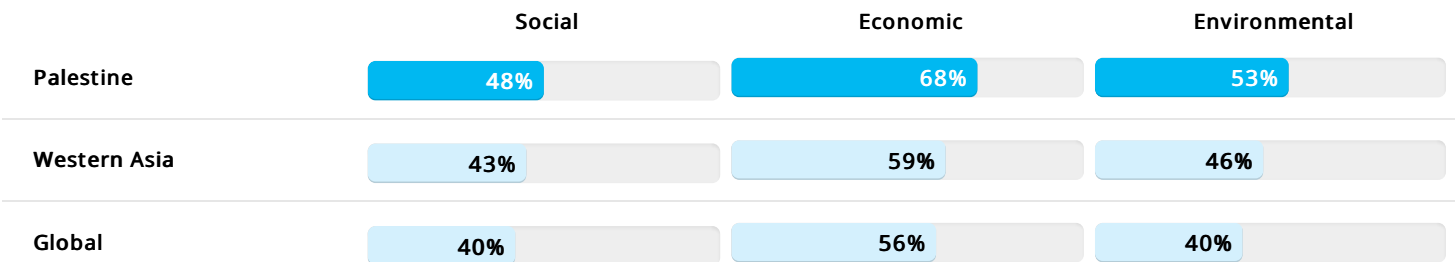 Social Economic Environmental
Palestine 48% 68% 53%
Western Asia 43% 59% 46%
Global 40% 56% 40%